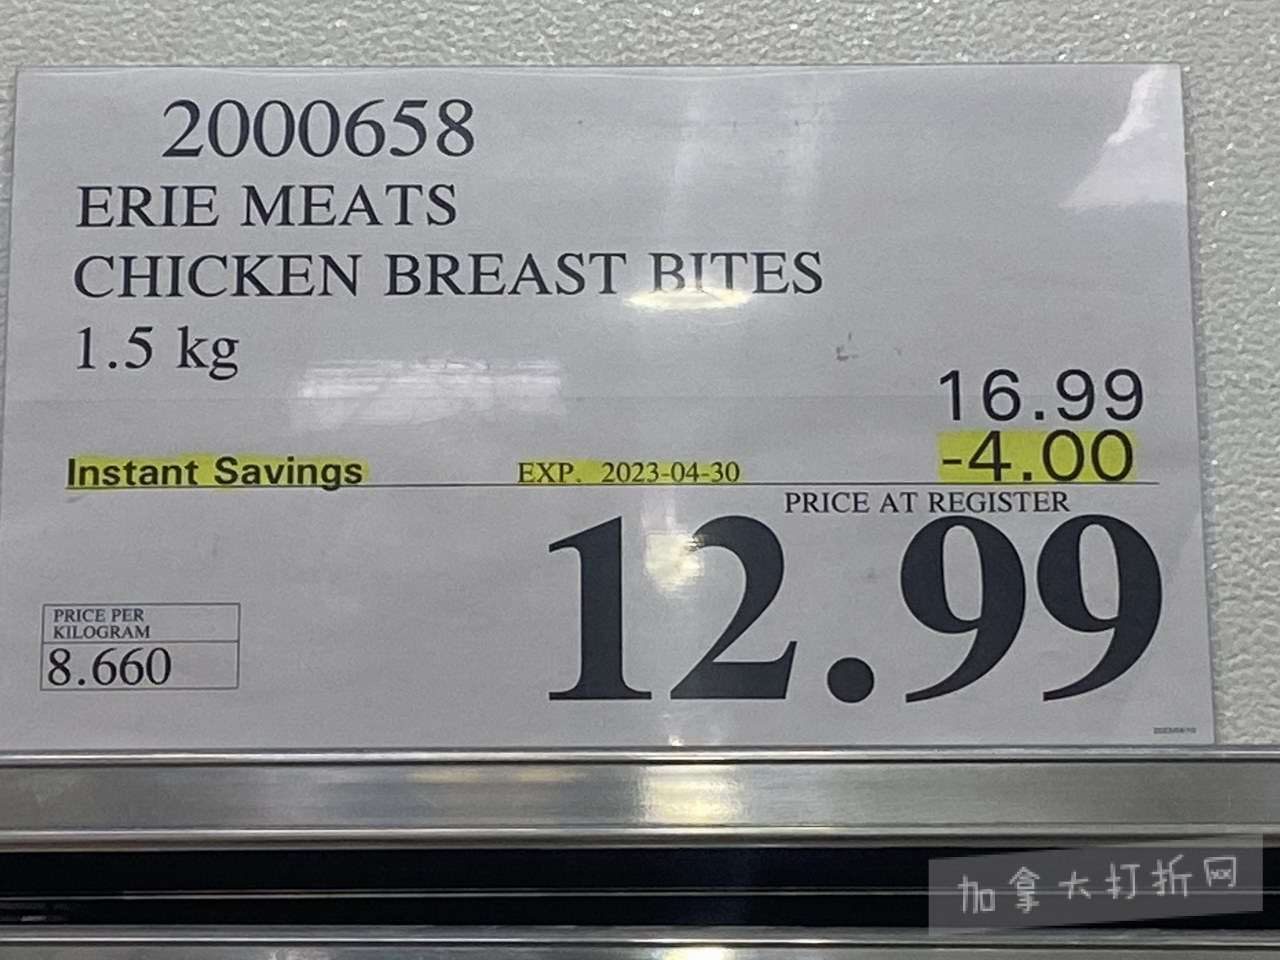 2000658
ERIE MEATS
CHICKEN BREAST BITES
1.5 kg
16.99
Instant Savings EXP. 2023-04-30 -4.00
PRICE AT REGISTER
12.99
PRICE PER
KILOGRAM
8.660
加拿大打折网